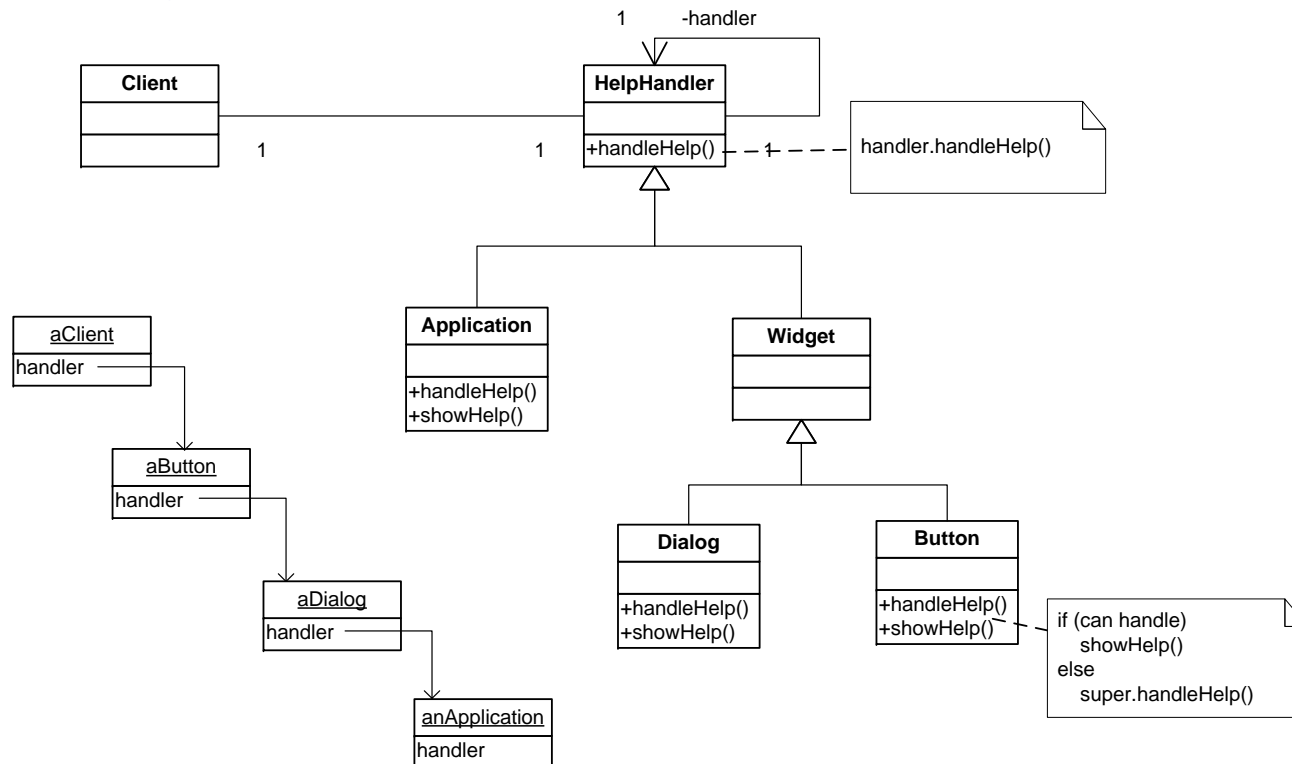 1 -handler
Client
HelpHandler
1
1
+handleHelp()
1
handler.handleHelp()
Application
+handleHelp()
+showHelp()
Widget
aClient
handler
aButton
handler
Dialog
+handleHelp()
+showHelp()
Button
+handleHelp()
+showHelp()
if (can handle)
showHelp()
else
super.handleHelp()
aDialog
handler
anApplication
handler